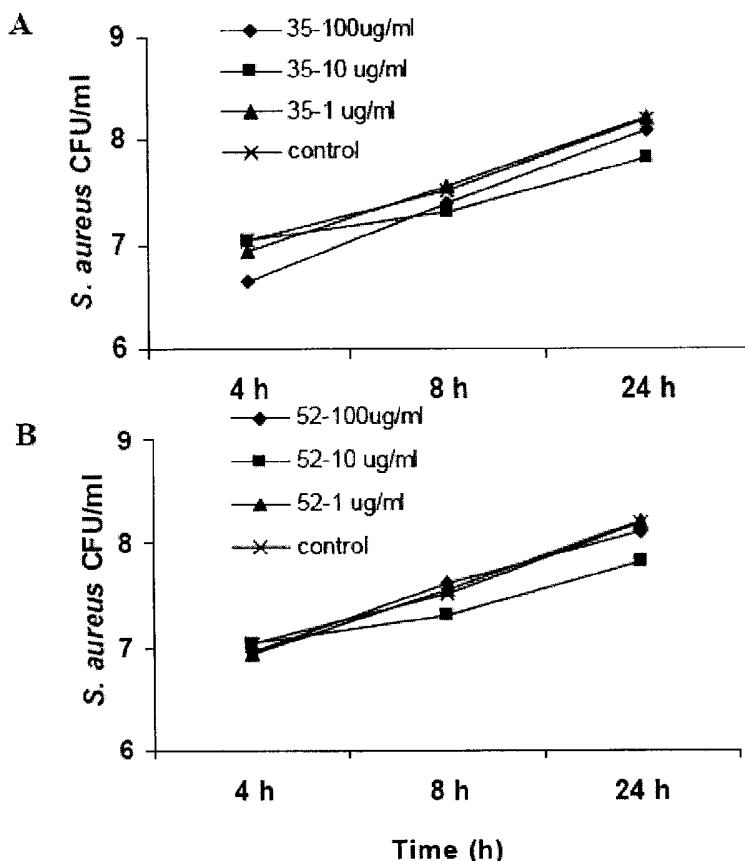 A
9
8
7
6
S. aureus CFU/ml
35-100ug/ml
35-10 ug/ml
35-1 ug/ml
control
4 h 8 h 24 h
B
9
8
7
6
S. aureus CFU/ml
52-100ug/ml
52-10 ug/ml
52-1 ug/ml
control
4 h 8 h 24 h
Time (h)